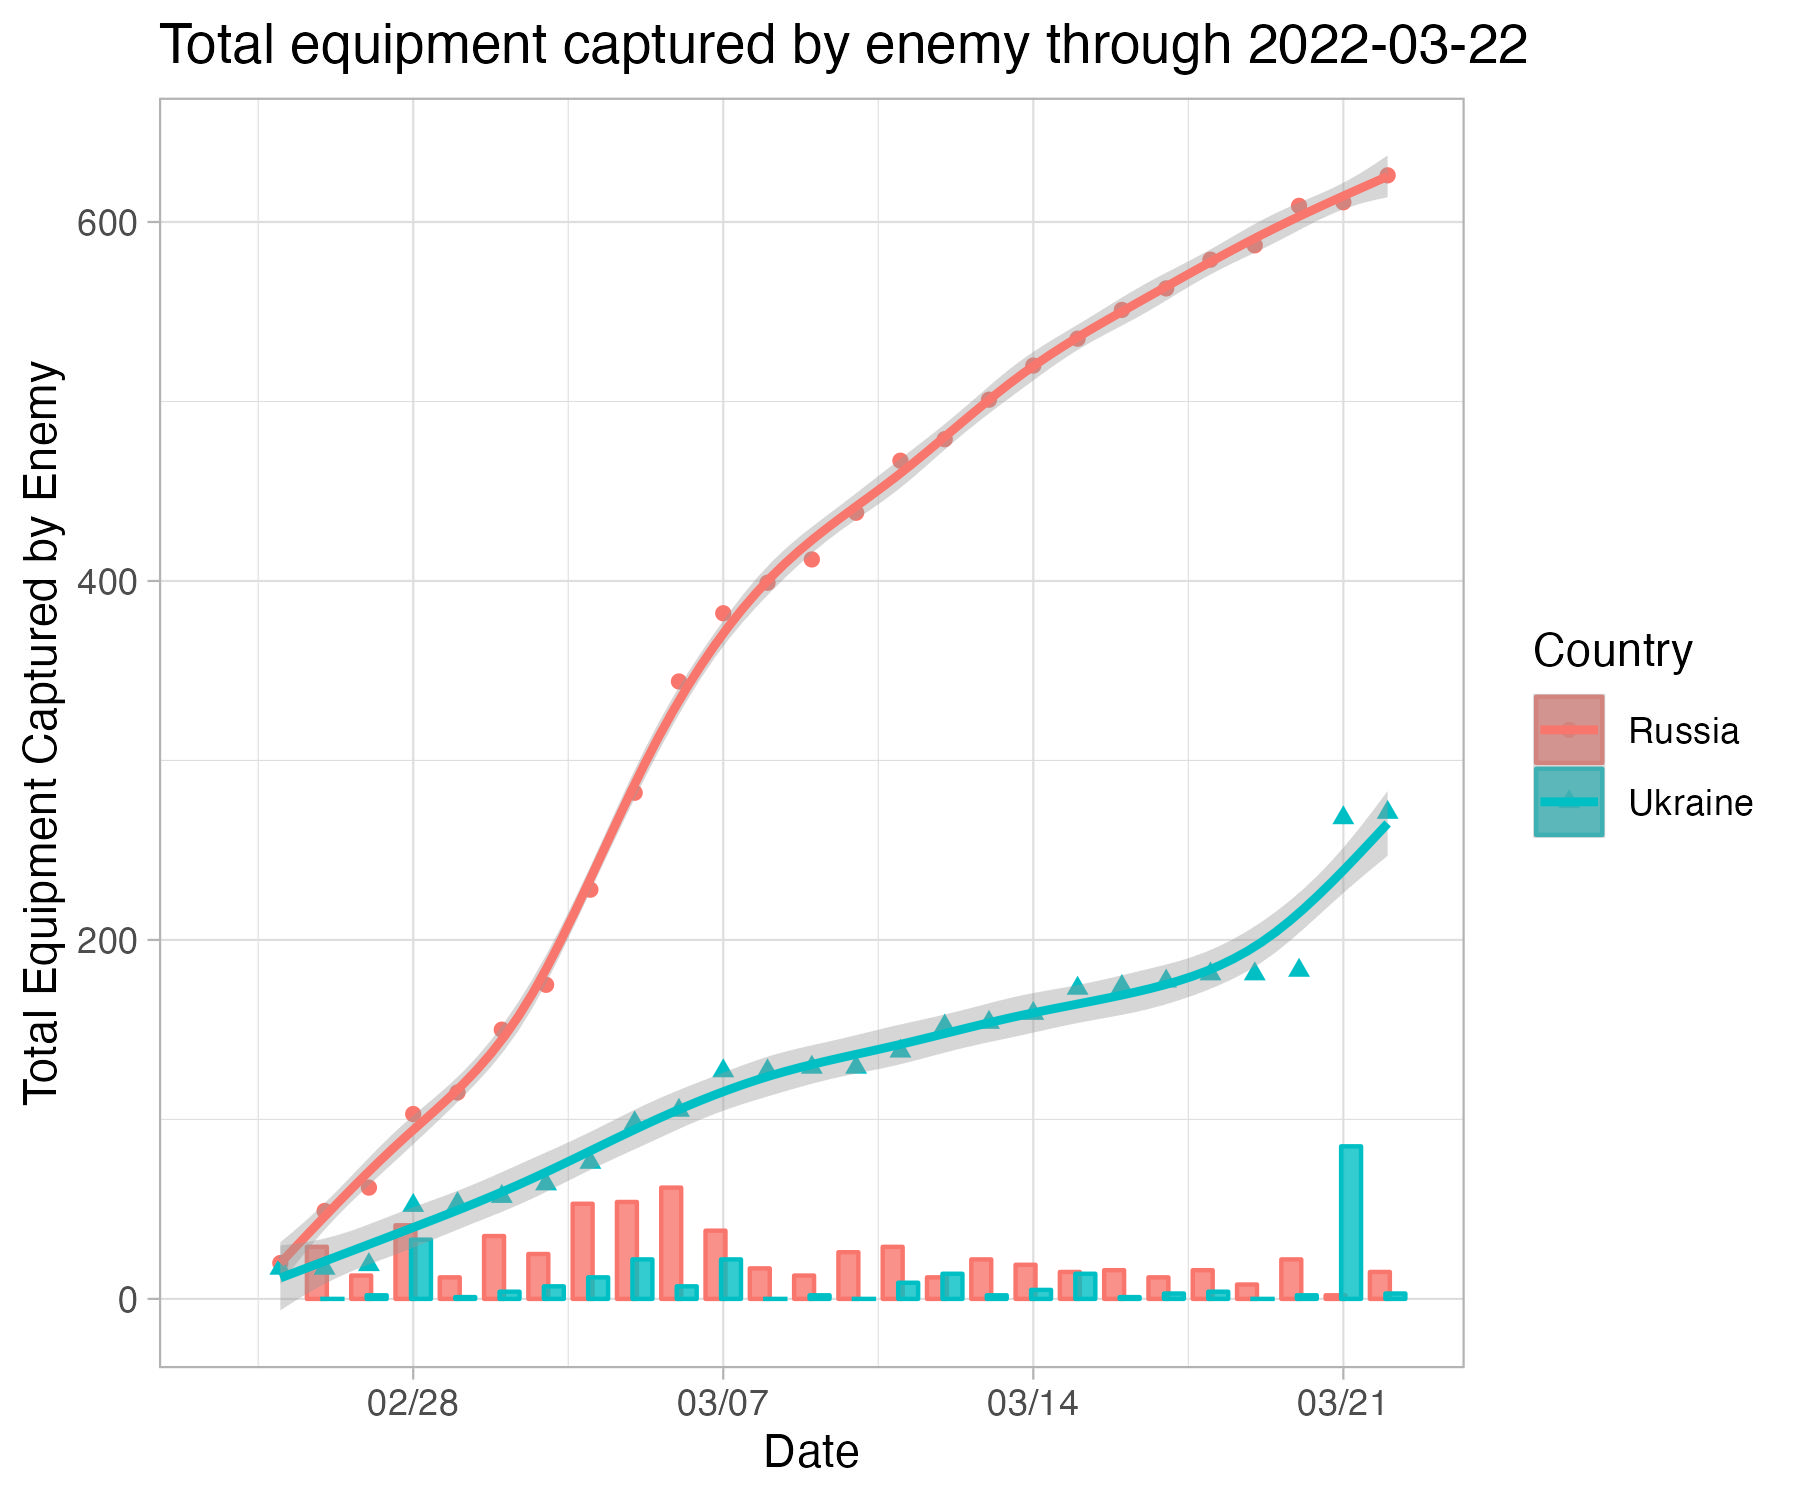 Total equipment captured by enemy through 2022-03-22
Total Equipment Captured by Enemy
600
400
200
0
02/28 03/07 03/14 03/21
Date
Country
Russia
Ukraine